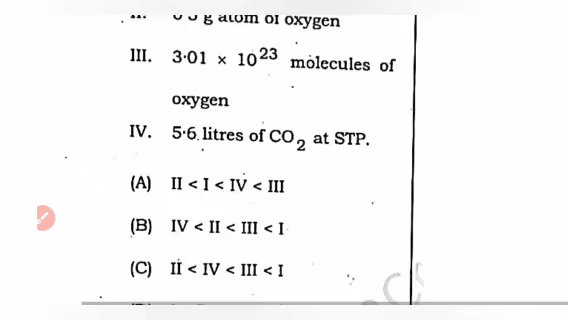 g atom of oxygen
III. 3·01 × 10²³ molecules of
oxygen
IV. 5·6 litres of CO₂ at STP.
(A) II < I < IV < III
(B) IV < II < III < I
(C) II < IV < III < I